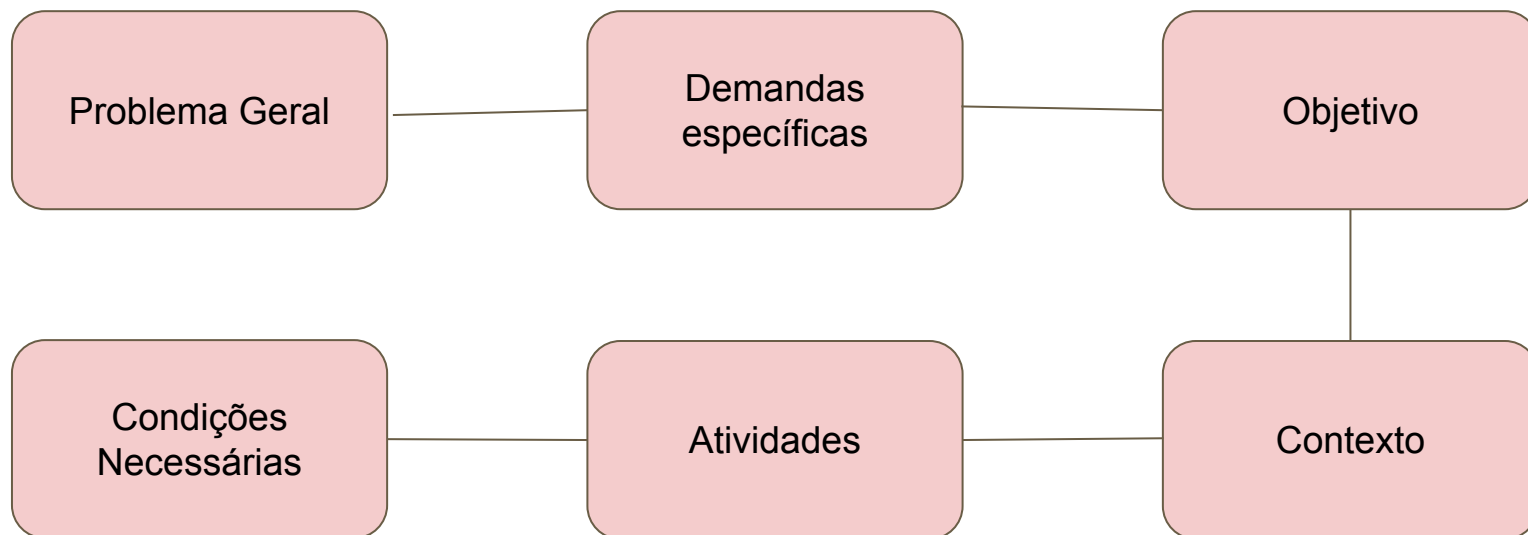 Problema Geral
Demandas
específicas
Objetivo
Condições
Necessárias
Atividades
Contexto